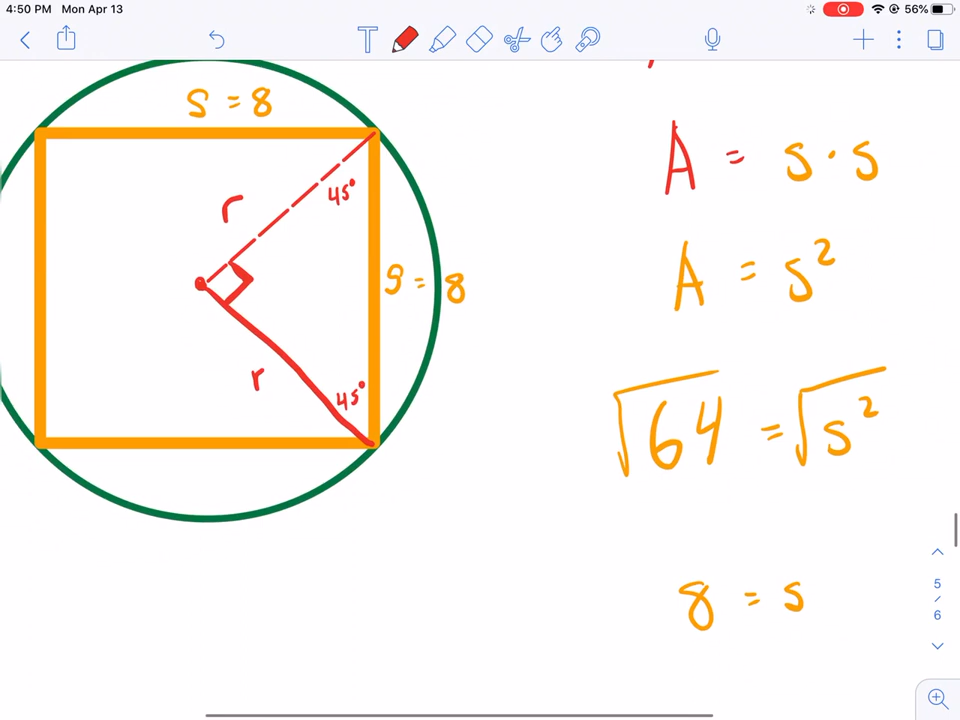 4:50 PM Mon Apr 13
56%
T
s = 8
r
45°
s = 8
r
45°
A = s · s
A = s²
√64 = √s²
8 = s
5
/
6